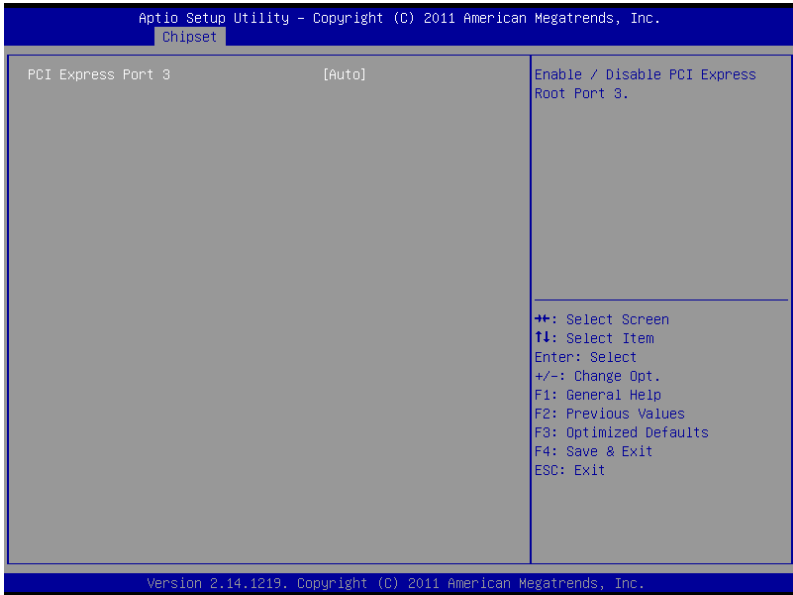 Aptio Setup Utility – Copyright (C) 2011 American Megatrends, Inc.
Chipset
PCI Express Port 3 [Auto]
Enable / Disable PCI Express
Root Port 3.
→←: Select Screen
↑↓: Select Item
Enter: Select
+/-: Change Opt.
F1: General Help
F2: Previous Values
F3: Optimized Defaults
F4: Save & Exit
ESC: Exit
Version 2.14.1219. Copyright (C) 2011 American Megatrends, Inc.